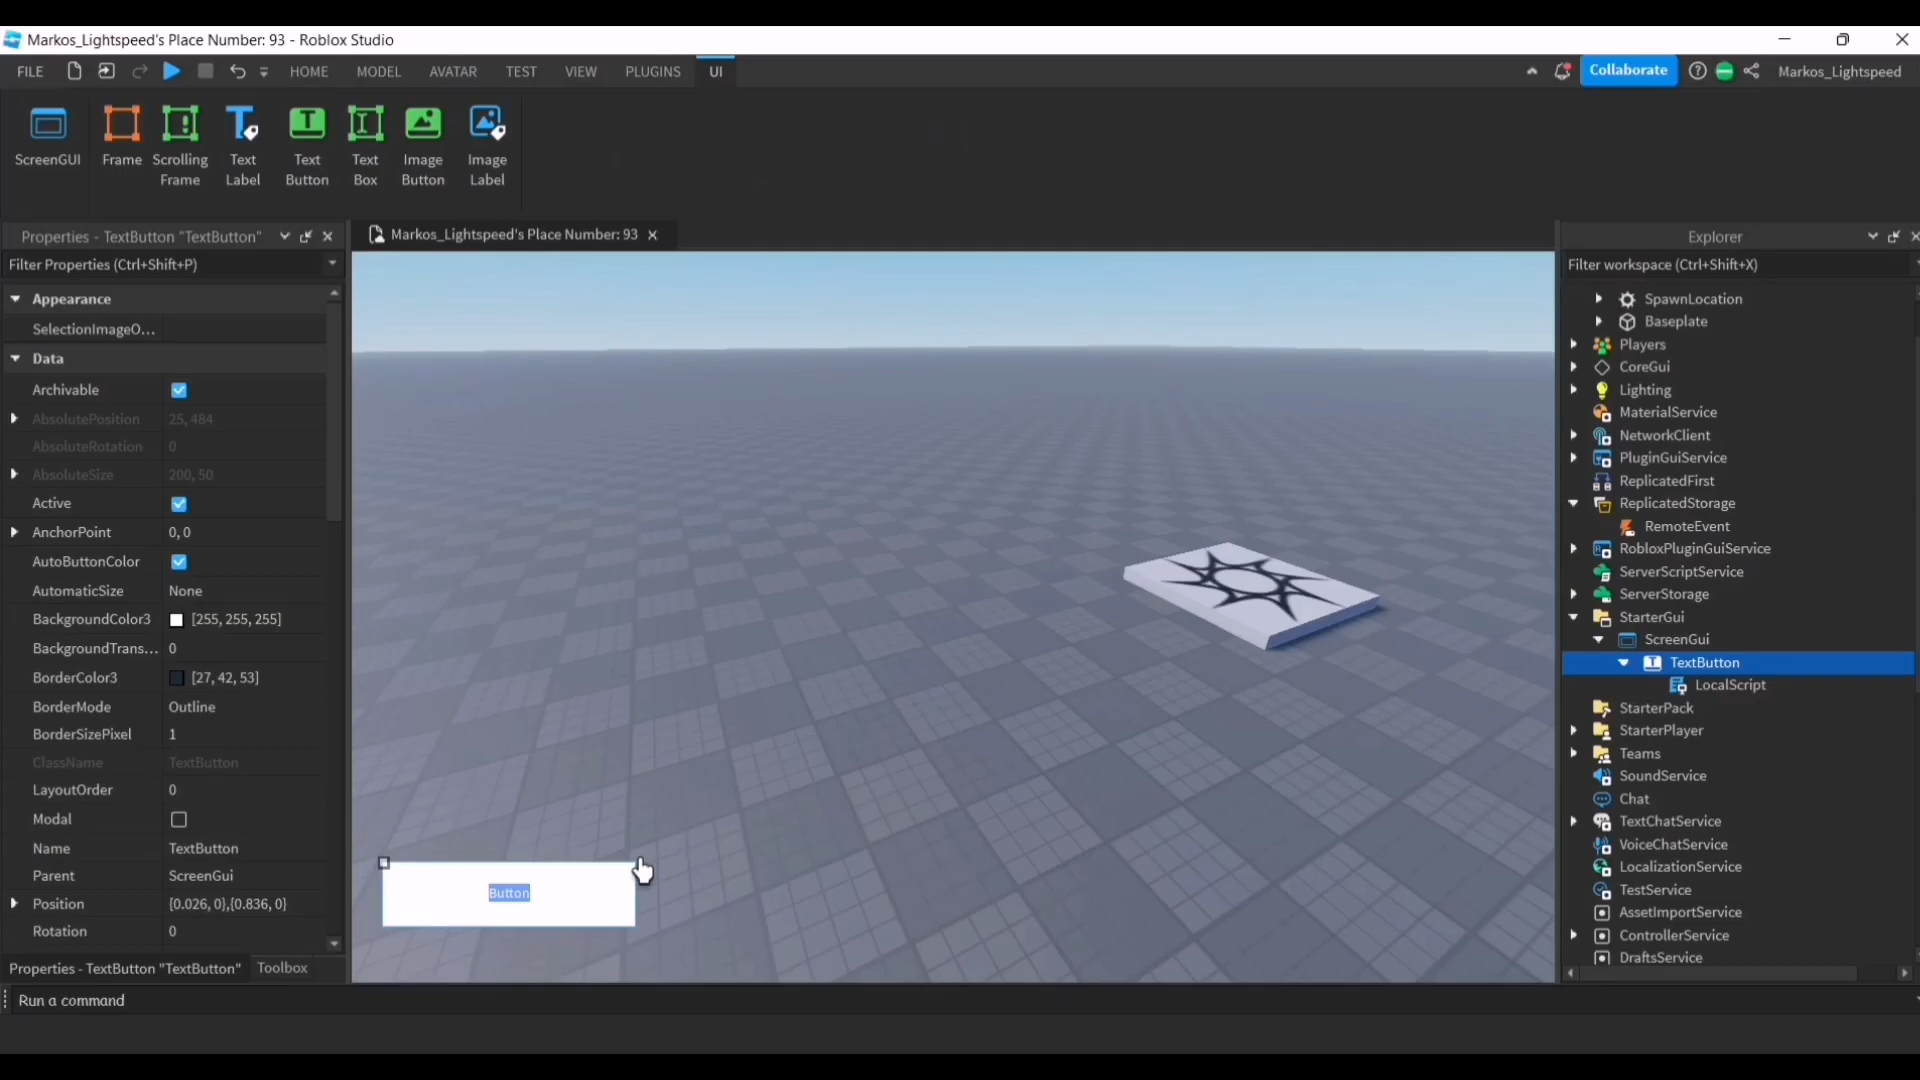 Markos_Lightspeed's Place Number: 93 - Roblox Studio
FILE HOME MODEL AVATAR TEST VIEW PLUGINS UI Collaborate Markos_Lightspeed
ScreenGUI
Frame
Scrolling
Frame
Text
Label
Text
Button
Text
Box
Image
Button
Image
Label
Properties - TextButton "TextButton"
Filter Properties (Ctrl+Shift+P)
Appearance
SelectionImageO...
Data
Archivable
AbsolutePosition 25, 484
AbsoluteRotation 0
AbsoluteSize 200, 50
Active
AnchorPoint 0, 0
AutoButtonColor
AutomaticSize None
BackgroundColor3 [255, 255, 255]
BackgroundTrans... 0
BorderColor3 [27, 42, 53]
BorderMode Outline
BorderSizePixel 1
ClassName TextButton
LayoutOrder 0
Modal
Name TextButton
Parent ScreenGui
Position {0.026, 0},{0.836, 0}
Rotation 0
Properties - TextButton "TextButton" Toolbox
Run a command
Markos_Lightspeed's Place Number: 93
Button
Explorer
Filter workspace (Ctrl+Shift+X)
SpawnLocation
Baseplate
Players
CoreGui
Lighting
MaterialService
NetworkClient
PluginGuiService
ReplicatedFirst
ReplicatedStorage
RemoteEvent
RobloxPluginGuiService
ServerScriptService
ServerStorage
StarterGui
ScreenGui
TextButton
LocalScript
StarterPack
StarterPlayer
Teams
SoundService
Chat
TextChatService
VoiceChatService
LocalizationService
TestService
AssetImportService
ControllerService
DraftsService